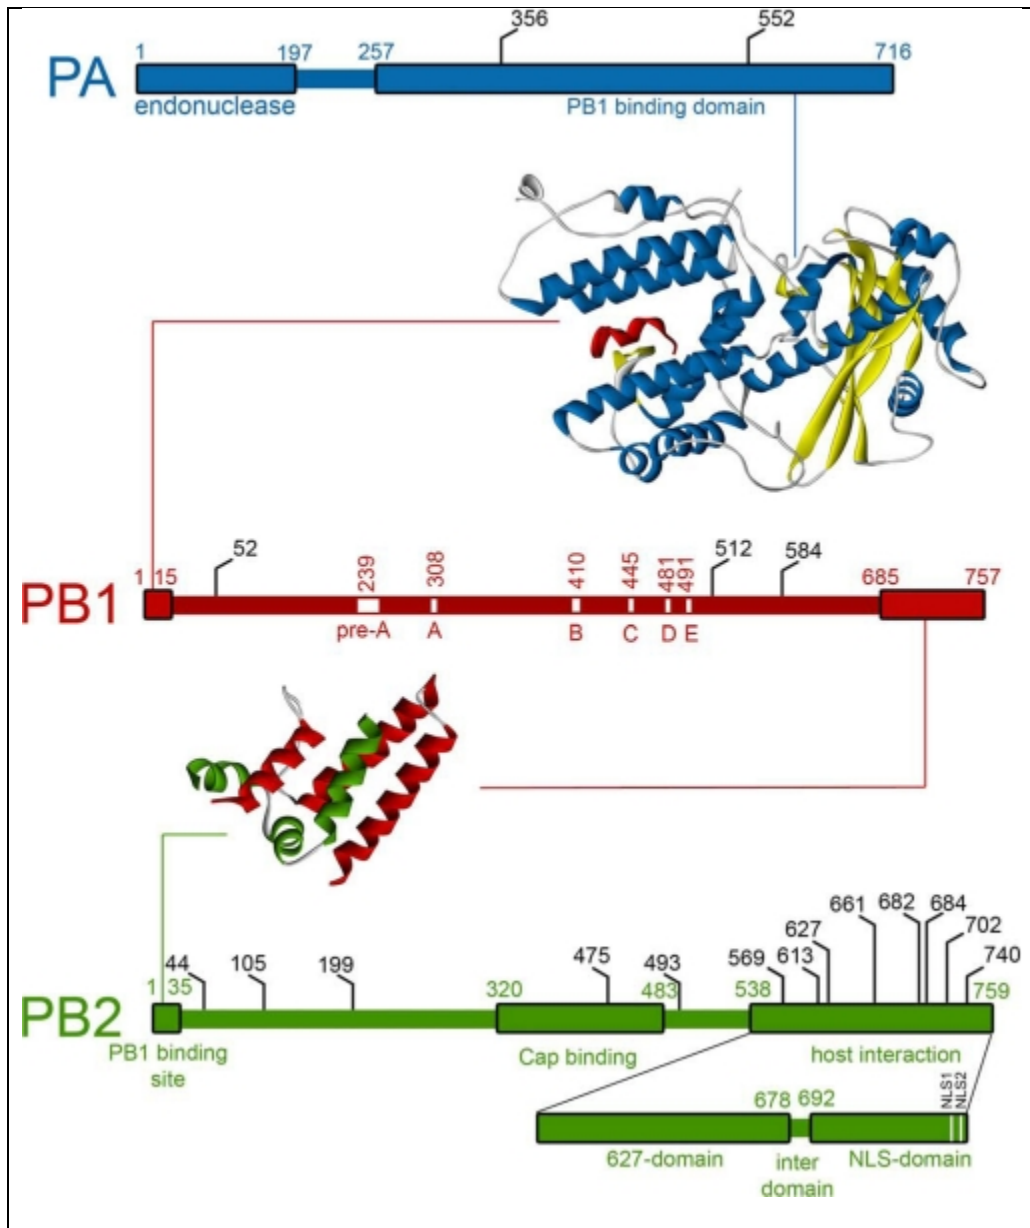 356 552
1 197 257 716
PA
endonuclease PB1 binding domain
52 239 308 410 445 481 491 512 584
1 15 685 757
PB1
pre-A A B C D E
661 682 684
627 702
44 105 199 475 493 569 613 740
1 35 320 483 538 759
PB2
PB1 binding
site
Cap binding
host interaction
678 692 NLS1 NLS2
627-domain
inter
domain
NLS-domain